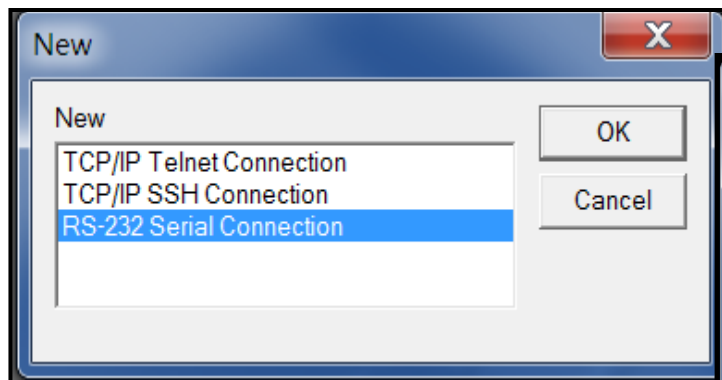 New
New
TCP/IP Telnet Connection
TCP/IP SSH Connection
RS-232 Serial Connection
OK
Cancel